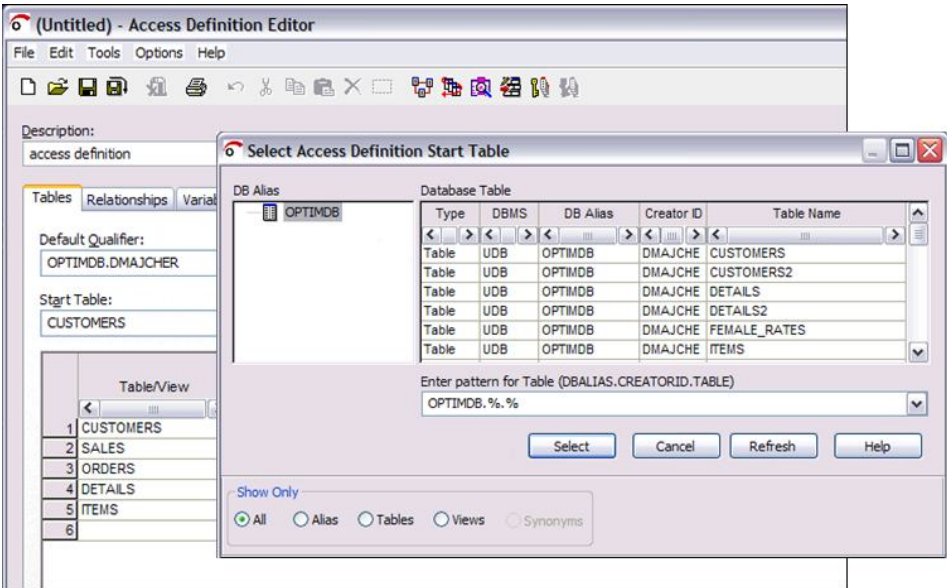 (Untitled) - Access Definition Editor
File Edit Tools Options Help
Description:
access definition
Tables Relationships Variab
Default Qualifier:
OPTIMDB.DMAJCHER
Start Table:
CUSTOMERS
Table/View
1 CUSTOMERS
2 SALES
3 ORDERS
4 DETAILS
5 ITEMS
6
Select Access Definition Start Table
DB Alias
OPTIMDB
Database Table
Type DBMS DB Alias Creator ID Table Name
Table UDB OPTIMDB DMAJCHE CUSTOMERS
Table UDB OPTIMDB DMAJCHE CUSTOMERS2
Table UDB OPTIMDB DMAJCHE DETAILS
Table UDB OPTIMDB DMAJCHE DETAILS2
Table UDB OPTIMDB DMAJCHE FEMALE_RATES
Table UDB OPTIMDB DMAJCHE ITEMS
Enter pattern for Table (DBALIAS.CREATORID.TABLE)
OPTIMDB.%.%
Select Cancel Refresh Help
Show Only
All Alias Tables Views Synonyms